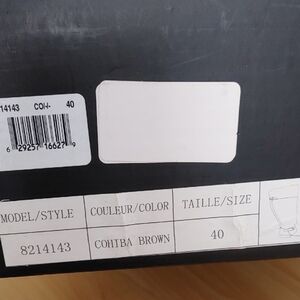 14143 COH- 40
6 29257 16627 9
MODEL/STYLE COULEUR/COLOR TAILLE/SIZE
8214143 COHIBA BROWN 40